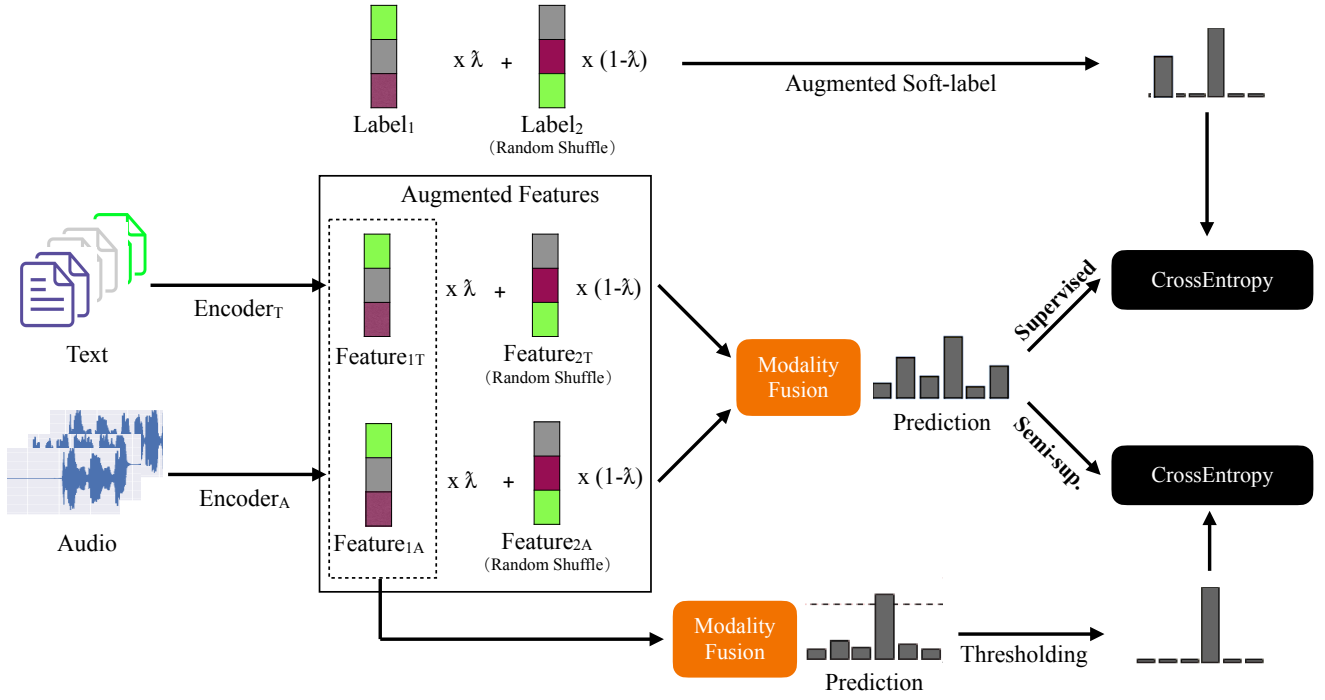 x λ̂ + x (1-λ̂)
Label₁
Label₂
（Random Shuffle）
Augmented Soft-label
Augmented Features
Text
Encoder_T
x λ̂ + x (1-λ̂)
Feature₁T
Feature₂T
（Random Shuffle）
Audio
Encoder_A
x λ̂ + x (1-λ̂)
Feature₁A
Feature₂A
（Random Shuffle）
Modality
Fusion
Prediction
Supervised
CrossEntropy
Semi-sup.
CrossEntropy
Modality
Fusion
Prediction
Thresholding